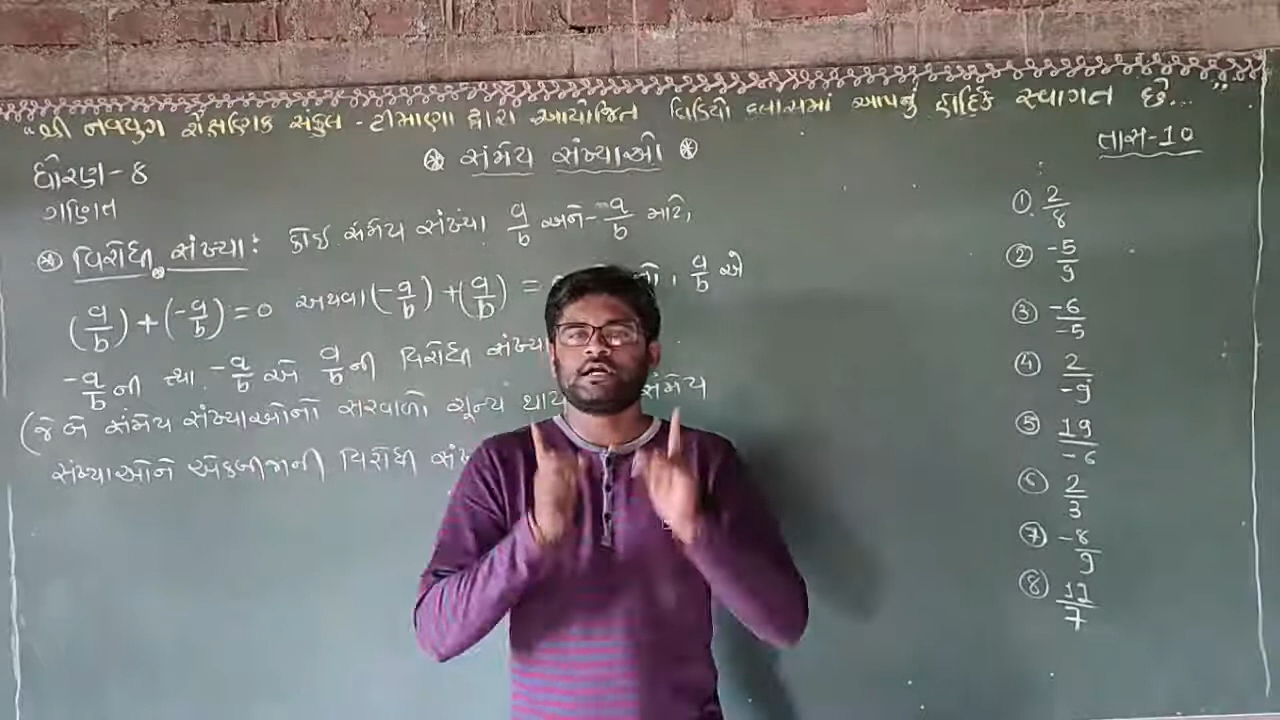 "શ્રી નવયુગ શૈક્ષણિક સંકુલ - ટીમાણા દ્વારા આયોજિત વિડિયો ક્લાસમાં આપનું હાર્દિક સ્વાગત છે..."
ધોરણ-8
સંમેય સંખ્યાઓ
તાસ-10
ગણિત
વિરોધી સંખ્યા: કોઇ સંમેય સંખ્યા a/b અને -a/b માટે,
(a/b)+(-a/b)=0 અથવા (-a/b)+(a/b)= a/b એ
-a/b ની તથા -a/b એ a/b ની વિરોધી સંખ્યા
(જે બે સંમેય સંખ્યાઓનો સરવાળો શૂન્ય થાય સંમેય
સંખ્યાઓને એકબીજાની વિરોધી
① 2/8
② -5/9
③ -6/-5
④ 2/-9
⑤ 19/-6
⑥ 2/3
⑦ -8/9
⑧ 17/7